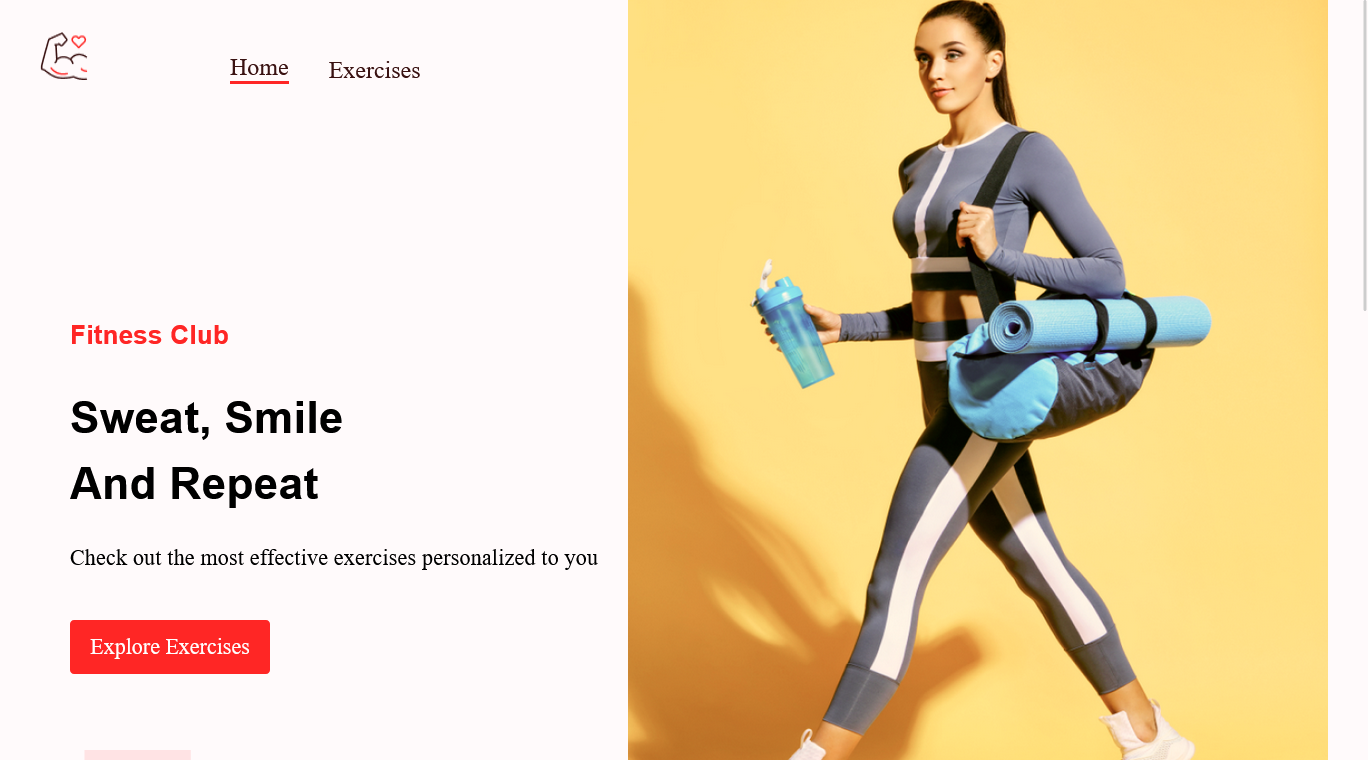 Home
Exercises
Fitness Club
Sweat, Smile
And Repeat
Check out the most effective exercises personalized to you
Explore Exercises